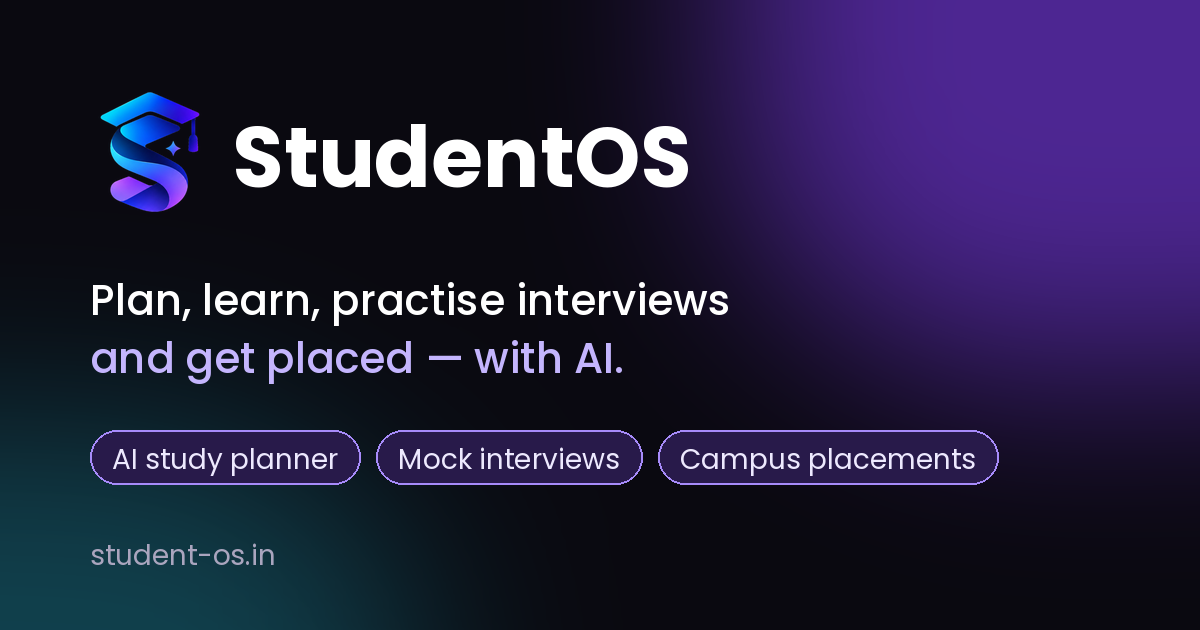 StudentOS
Plan, learn, practise interviews
and get placed — with AI.
AI study planner
Mock interviews
Campus placements
student-os.in